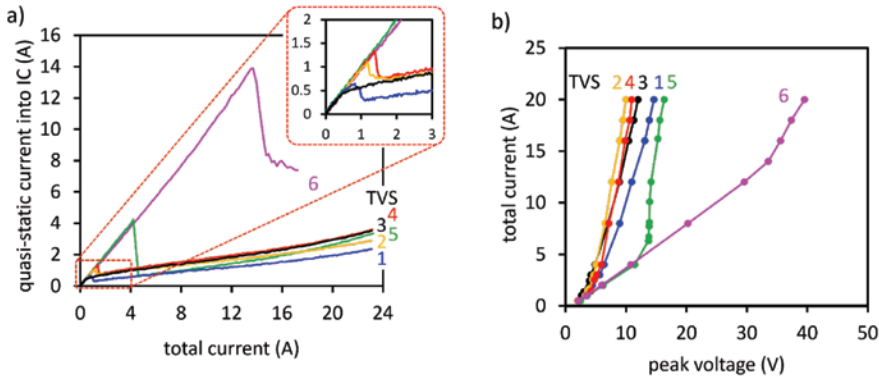 a)
b)
quasi-static current into IC (A)
16
14
12
10
8
6
4
2
0
0 4 8 12 16 20 24
total current (A)
2
1.5
1
0.5
0
0 1 2 3
6
TVS
4
3
5
2
1
total current (A)
25
20
15
10
5
0
0 10 20 30 40 50
peak voltage (V)
TVS 2 4 3 1 5
6